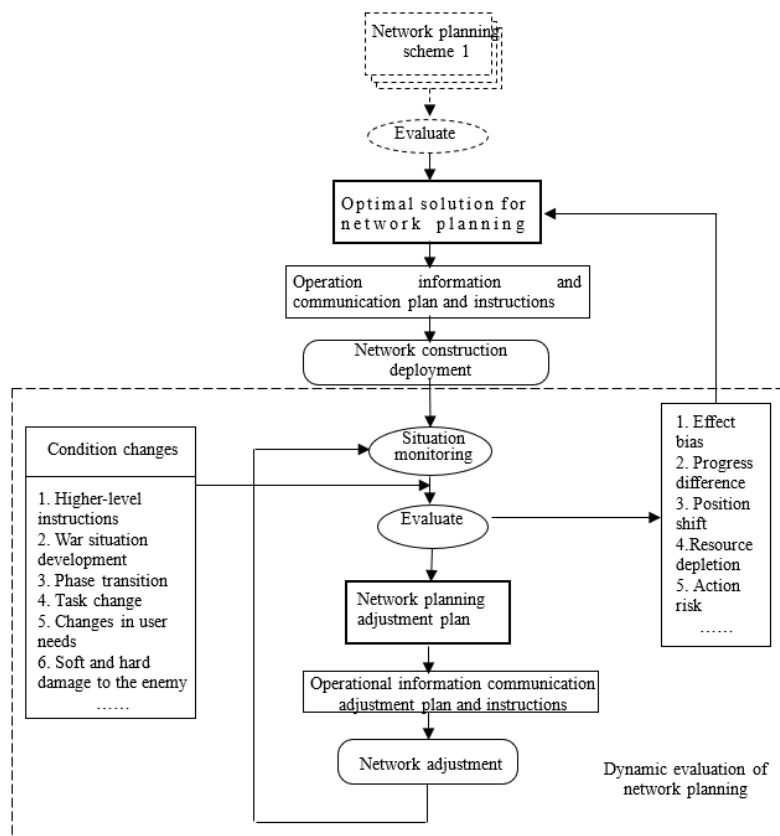 Network planning
scheme 1
Evaluate
Optimal solution for
network planning
Operation information and
communication plan and instructions
Network construction
deployment
Situation
monitoring
Evaluate
Condition changes
1. Higher-level
instructions
2. War situation
development
3. Phase transition
4. Task change
5. Changes in user
needs
6. Soft and hard
damage to the enemy
……
1. Effect
bias
2. Progress
difference
3. Position
shift
4.Resource
depletion
5. Action
risk
……
Network planning
adjustment plan
Operational information communication
adjustment plan and instructions
Network adjustment
Dynamic evaluation of
network planning